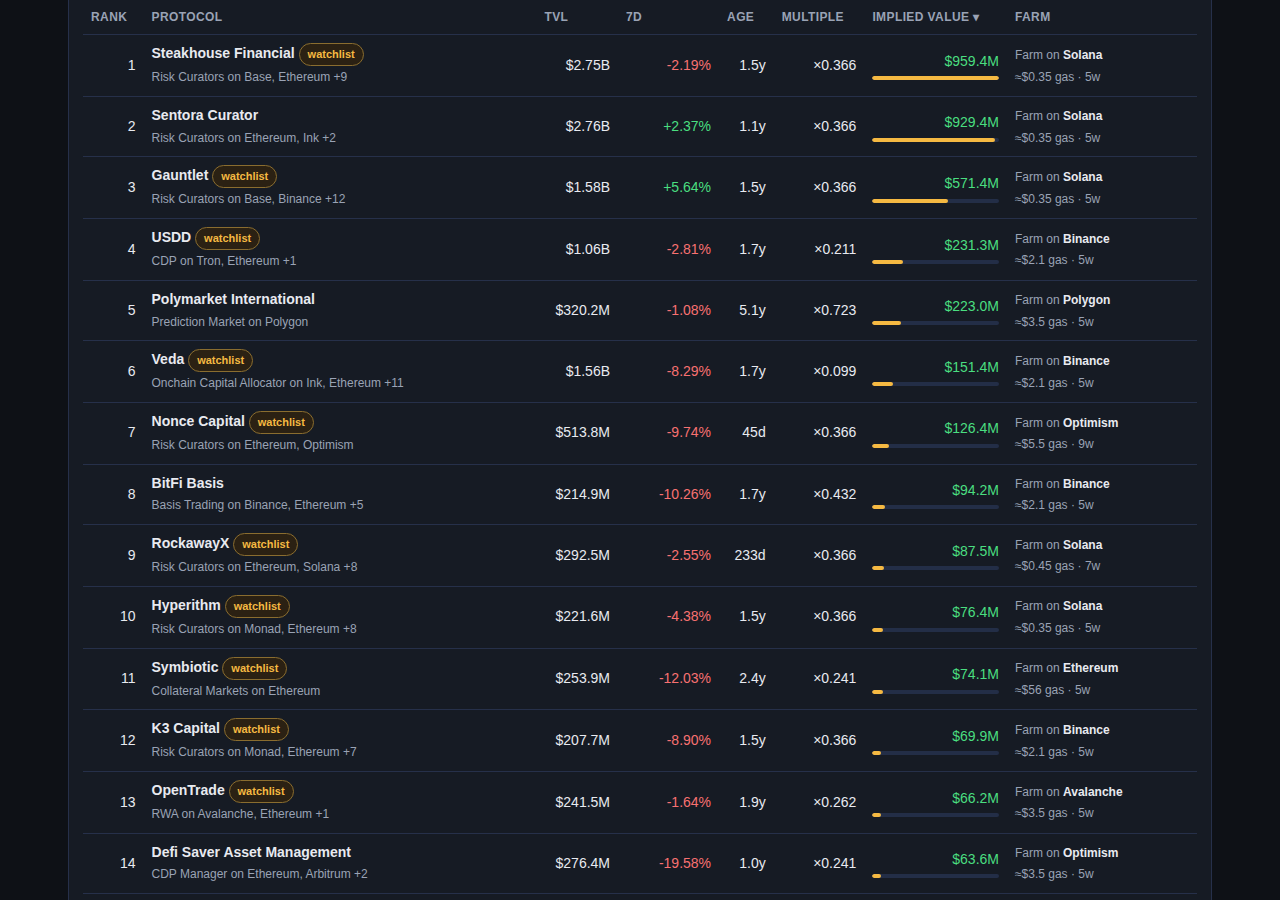 RANK PROTOCOL TVL 7D AGE MULTIPLE IMPLIED VALUE ▾ FARM
1 Steakhouse Financial watchlist $2.75B -2.19% 1.5y ×0.366 $959.4M Farm on Solana
Risk Curators on Base, Ethereum +9 ≈$0.35 gas · 5w
2 Sentora Curator $2.76B +2.37% 1.1y ×0.366 $929.4M Farm on Solana
Risk Curators on Ethereum, Ink +2 ≈$0.35 gas · 5w
3 Gauntlet watchlist $1.58B +5.64% 1.5y ×0.366 $571.4M Farm on Solana
Risk Curators on Base, Binance +12 ≈$0.35 gas · 5w
4 USDD watchlist $1.06B -2.81% 1.7y ×0.211 $231.3M Farm on Binance
CDP on Tron, Ethereum +1 ≈$2.1 gas · 5w
5 Polymarket International $320.2M -1.08% 5.1y ×0.723 $223.0M Farm on Polygon
Prediction Market on Polygon ≈$3.5 gas · 5w
6 Veda watchlist $1.56B -8.29% 1.7y ×0.099 $151.4M Farm on Binance
Onchain Capital Allocator on Ink, Ethereum +11 ≈$2.1 gas · 5w
7 Nonce Capital watchlist $513.8M -9.74% 45d ×0.366 $126.4M Farm on Optimism
Risk Curators on Ethereum, Optimism ≈$5.5 gas · 9w
8 BitFi Basis $214.9M -10.26% 1.7y ×0.432 $94.2M Farm on Binance
Basis Trading on Binance, Ethereum +5 ≈$2.1 gas · 5w
9 RockawayX watchlist $292.5M -2.55% 233d ×0.366 $87.5M Farm on Solana
Risk Curators on Ethereum, Solana +8 ≈$0.45 gas · 7w
10 Hyperithm watchlist $221.6M -4.38% 1.5y ×0.366 $76.4M Farm on Solana
Risk Curators on Monad, Ethereum +8 ≈$0.35 gas · 5w
11 Symbiotic watchlist $253.9M -12.03% 2.4y ×0.241 $74.1M Farm on Ethereum
Collateral Markets on Ethereum ≈$56 gas · 5w
12 K3 Capital watchlist $207.7M -8.90% 1.5y ×0.366 $69.9M Farm on Binance
Risk Curators on Monad, Ethereum +7 ≈$2.1 gas · 5w
13 OpenTrade watchlist $241.5M -1.64% 1.9y ×0.262 $66.2M Farm on Avalanche
RWA on Avalanche, Ethereum +1 ≈$3.5 gas · 5w
14 Defi Saver Asset Management $276.4M -19.58% 1.0y ×0.241 $63.6M Farm on Optimism
CDP Manager on Ethereum, Arbitrum +2 ≈$3.5 gas · 5w